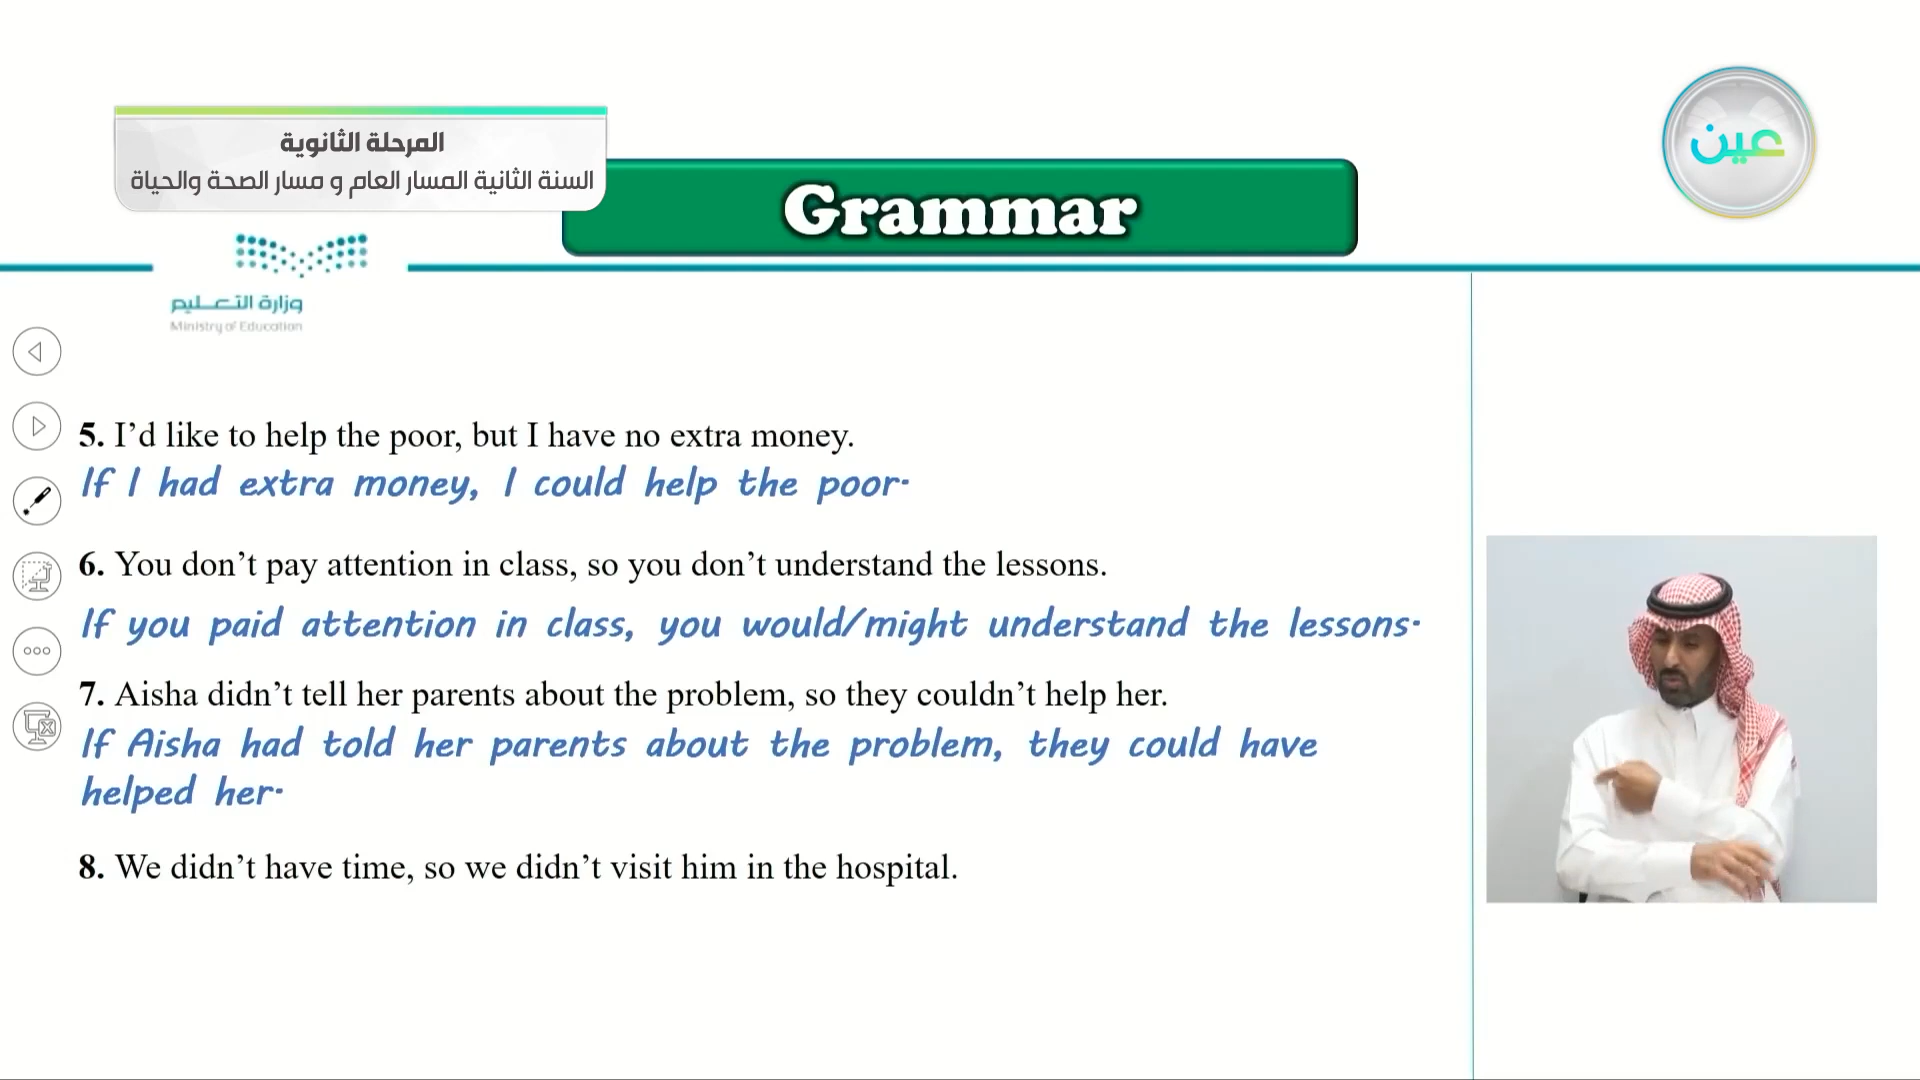 المرحلة الثانوية
السنة الثانية المسار العام و مسار الصحة والحياة
عين
Grammar
وزارة التعليم
Ministry of Education
5. I’d like to help the poor, but I have no extra money.
If I had extra money, I could help the poor.
6. You don’t pay attention in class, so you don’t understand the lessons.
If you paid attention in class, you would/might understand the lessons.
7. Aisha didn’t tell her parents about the problem, so they couldn’t help her.
If Aisha had told her parents about the problem, they could have
helped her.
8. We didn’t have time, so we didn’t visit him in the hospital.